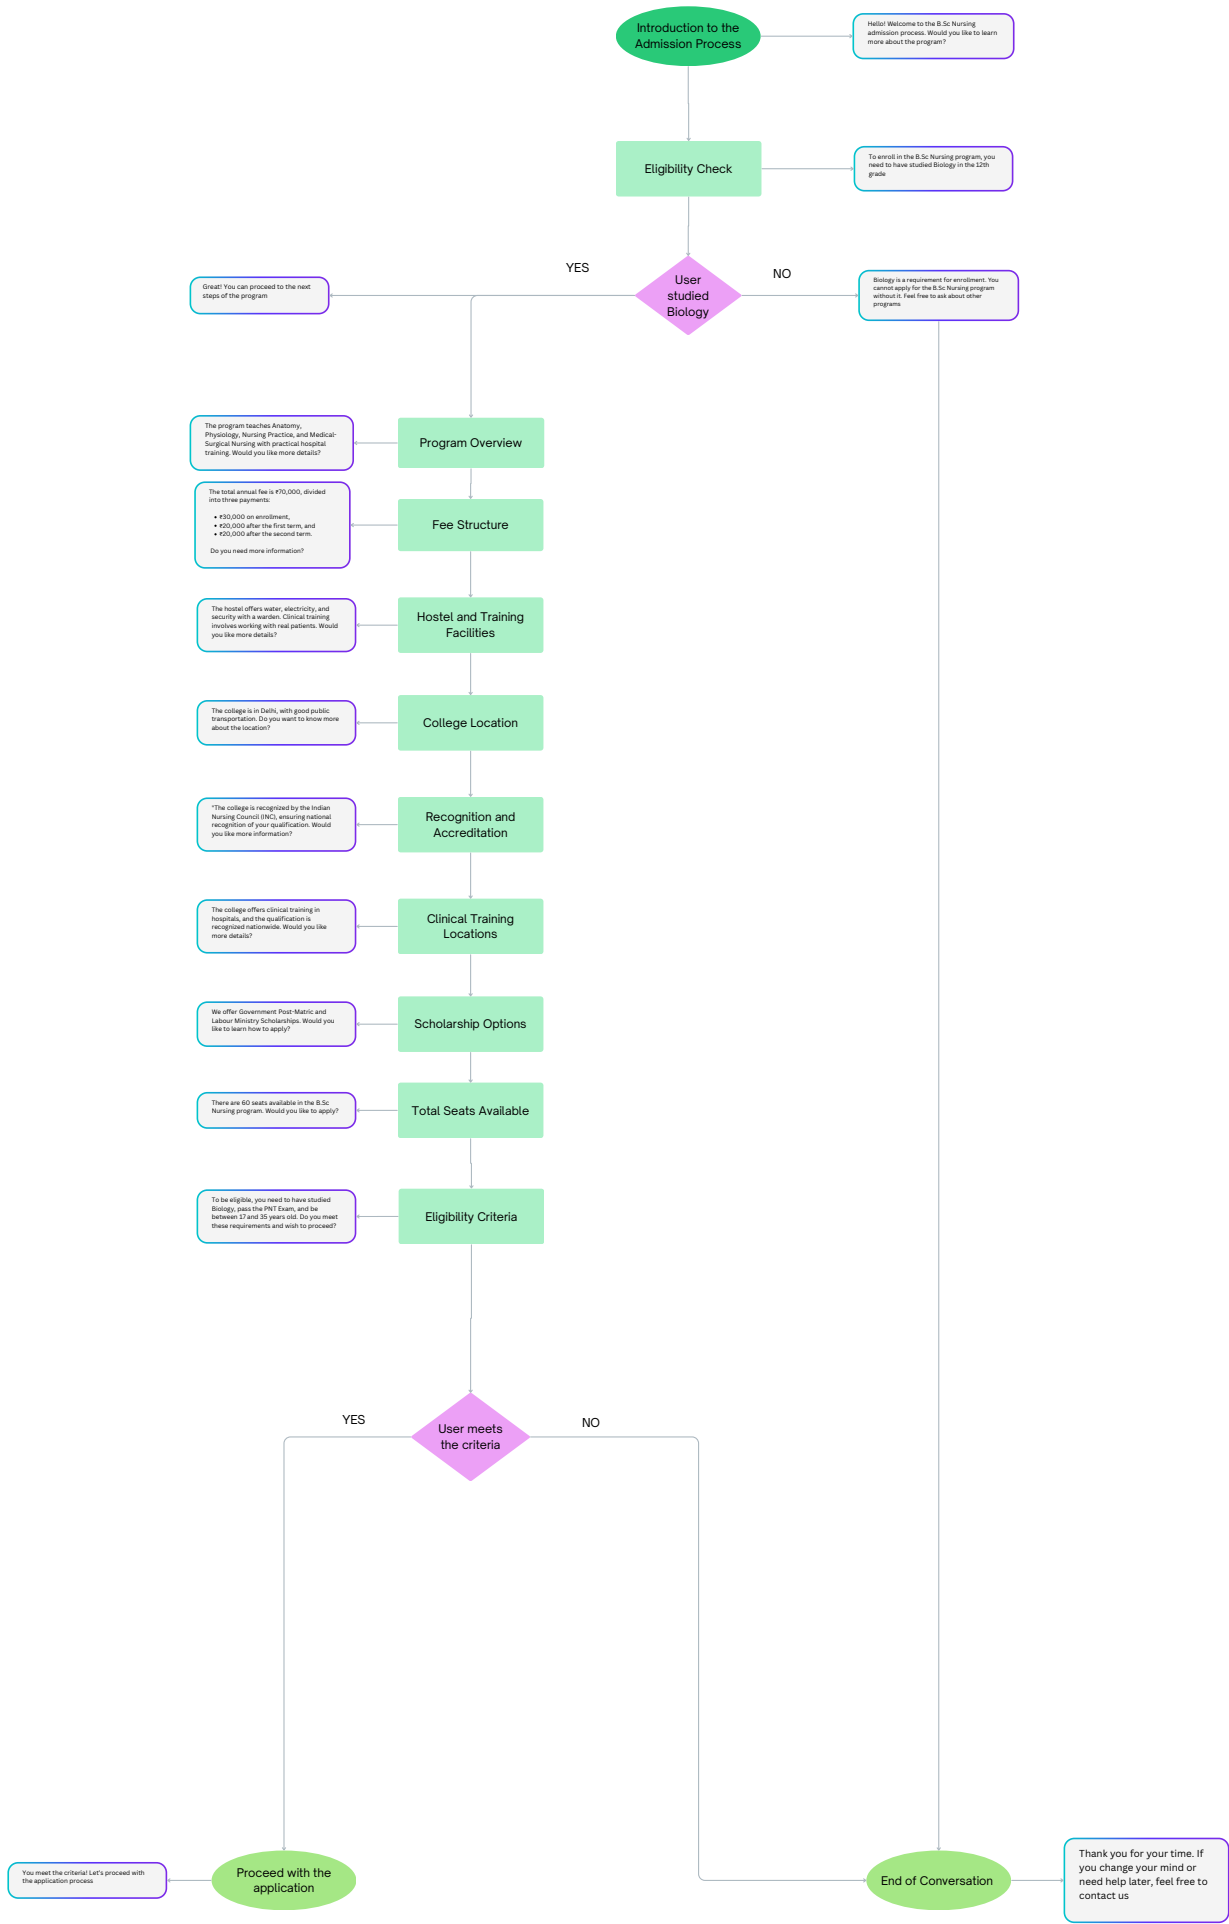 Introduction to the
Admission Process
Hello! Welcome to the B.Sc Nursing
admission process. Would you like to learn
more about the program?
Eligibility Check
To enroll in the B.Sc Nursing program, you
need to have studied Biology in the 12th
grade
YES
NO
User
studied
Biology
Great! You can proceed to the next
steps of the program
Biology is a requirement for enrollment. You
cannot apply for the B.Sc Nursing program
without it. Feel free to ask about other
programs
Program Overview
The program teaches Anatomy,
Physiology, Nursing Practice, and Medical-
Surgical Nursing with practical hospital
training. Would you like more details?
Fee Structure
The total annual fee is ₹70,000, divided
into three payments:
• ₹30,000 on enrollment,
• ₹20,000 after the first term, and
• ₹20,000 after the second term.
Do you need more information?
Hostel and Training
Facilities
The hostel offers water, electricity, and
security with a warden. Clinical training
involves working with real patients. Would
you like more details?
College Location
The college is in Delhi, with good public
transportation. Do you want to know more
about the location?
Recognition and
Accreditation
"The college is recognized by the Indian
Nursing Council (INC), ensuring national
recognition of your qualification. Would
you like more information?
Clinical Training
Locations
The college offers clinical training in
hospitals, and the qualification is
recognized nationwide. Would you like
more details?
Scholarship Options
We offer Government Post-Matric and
Labour Ministry Scholarships. Would you
like to learn how to apply?
Total Seats Available
There are 60 seats available in the B.Sc
Nursing program. Would you like to apply?
Eligibility Criteria
To be eligible, you need to have studied
Biology, pass the PNT Exam, and be
between 17 and 35 years old. Do you meet
these requirements and wish to proceed?
YES
NO
User meets
the criteria
You meet the criteria! Let's proceed with
the application process
Proceed with the
application
End of Conversation
Thank you for your time. If
you change your mind or
need help later, feel free to
contact us